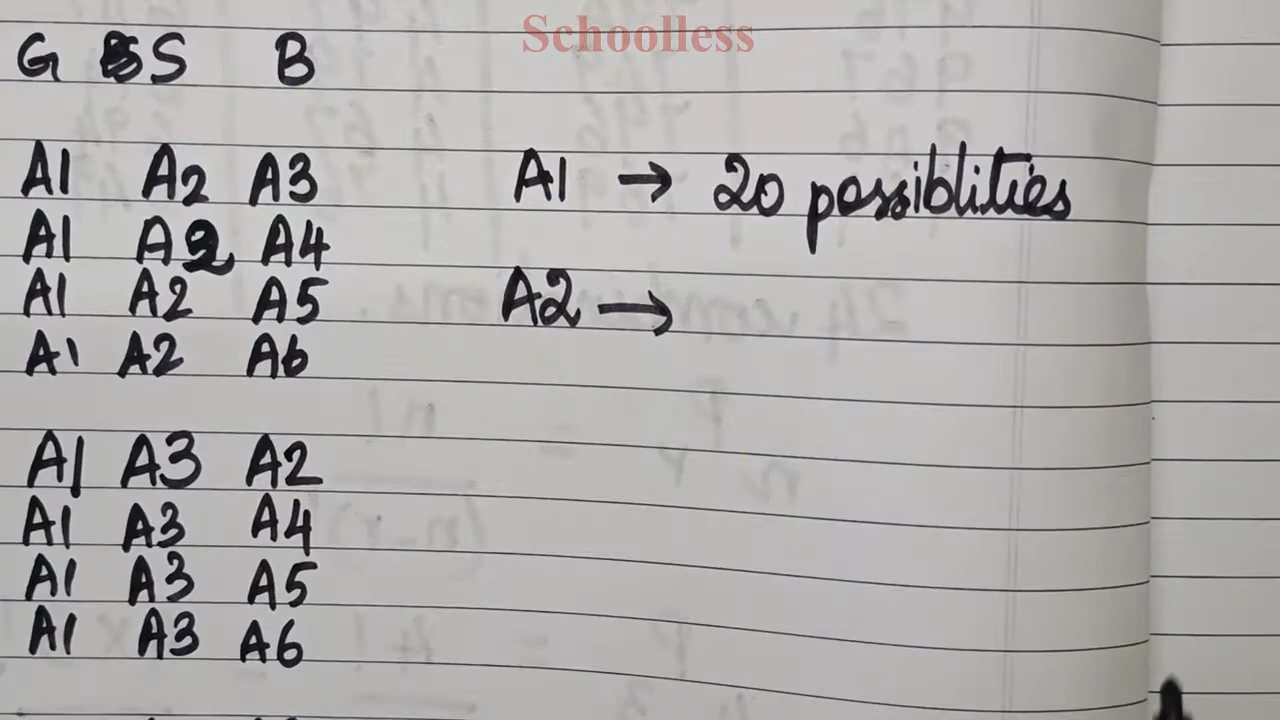 Schoolless
G S B
A1 A2 A3 A1 → 20 possiblities
A1 A2 A4
A1 A2 A5 A2 →
A1 A2 A6
A1 A3 A2
A1 A3 A4
A1 A3 A5
A1 A3 A6